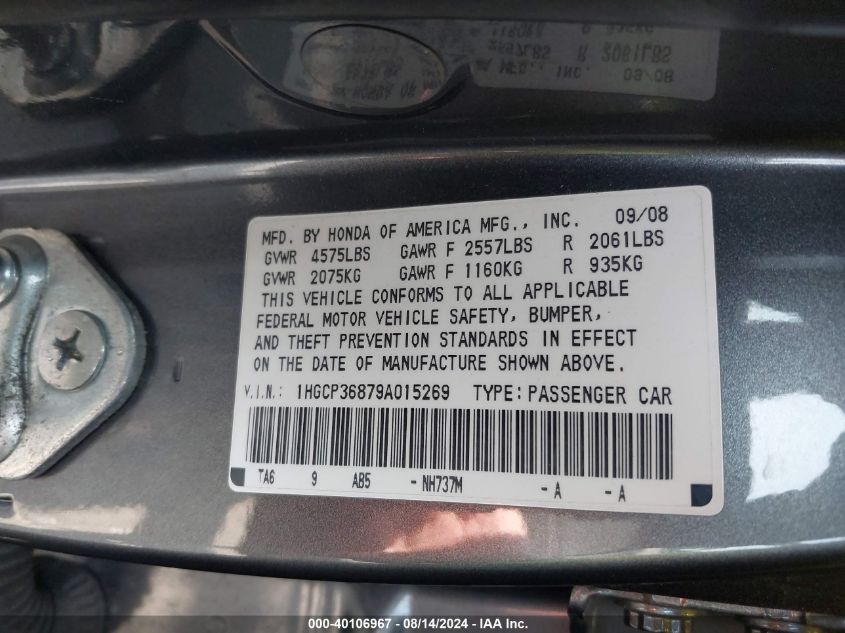 MFD. BY HONDA OF AMERICA MFG., INC. 09/08
GVWR 4575LBS GAWR F 2557LBS R 2061LBS
GVWR 2075KG GAWR F 1160KG R 935KG
THIS VEHICLE CONFORMS TO ALL APPLICABLE
FEDERAL MOTOR VEHICLE SAFETY, BUMPER,
AND THEFT PREVENTION STANDARDS IN EFFECT
ON THE DATE OF MANUFACTURE SHOWN ABOVE.
V.I.N.: 1HGCP36879A015269 TYPE: PASSENGER CAR
TA6 9 AB5 - NH737M - A - A
000-40106967 - 08/14/2024 - IAA Inc.